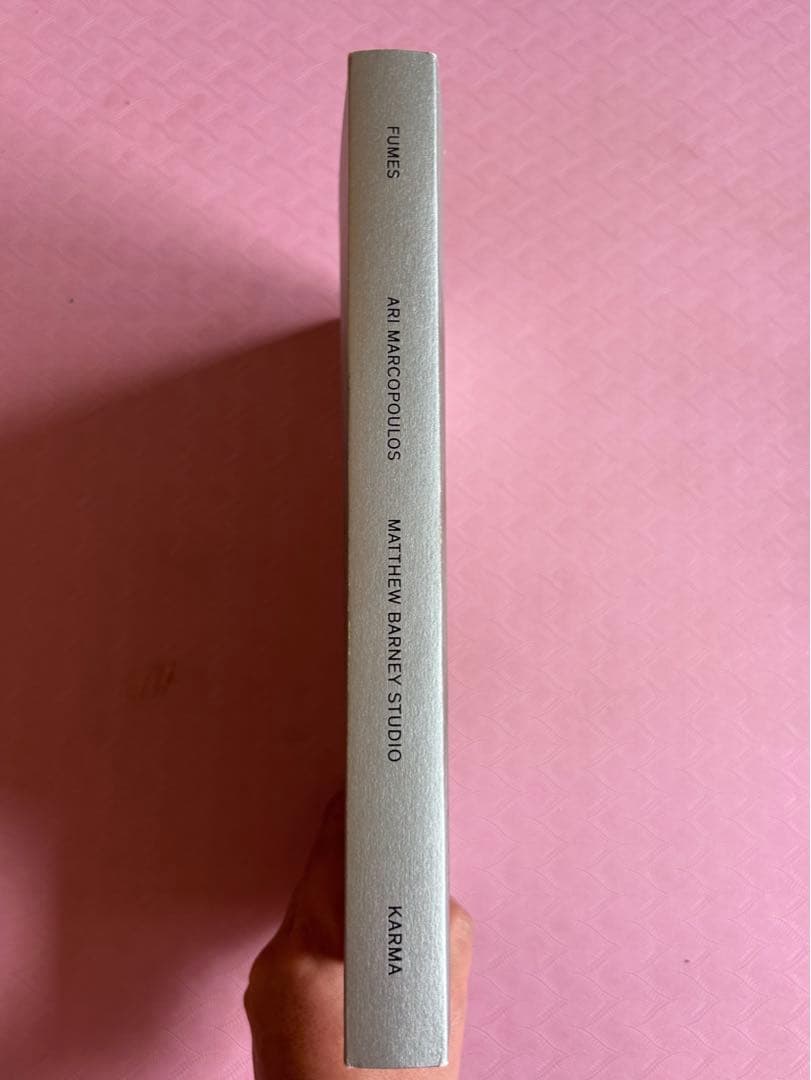 FUMES
ARI MARCOPOULOS
MATTHEW BARNEY STUDIO
KARMA